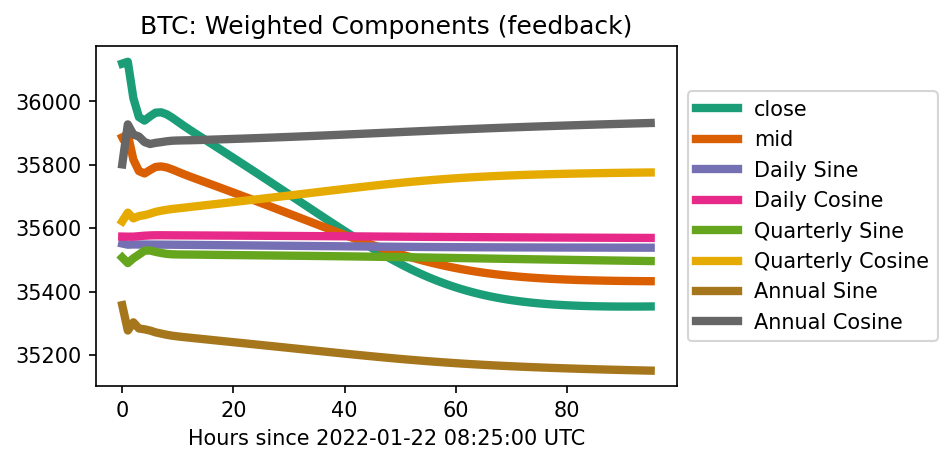 BTC: Weighted Components (feedback)
36000
35800
35600
35400
35200
0 20 40 60 80
Hours since 2022-01-22 08:25:00 UTC
close
mid
Daily Sine
Daily Cosine
Quarterly Sine
Quarterly Cosine
Annual Sine
Annual Cosine